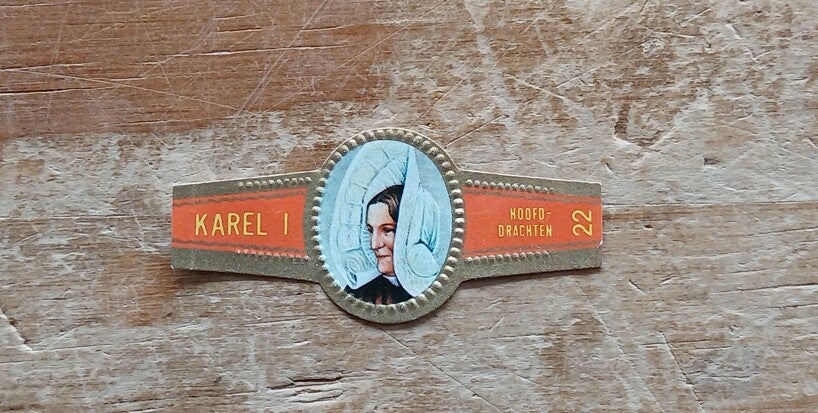 KAREL I
HOOFD-
DRACHTEN
22